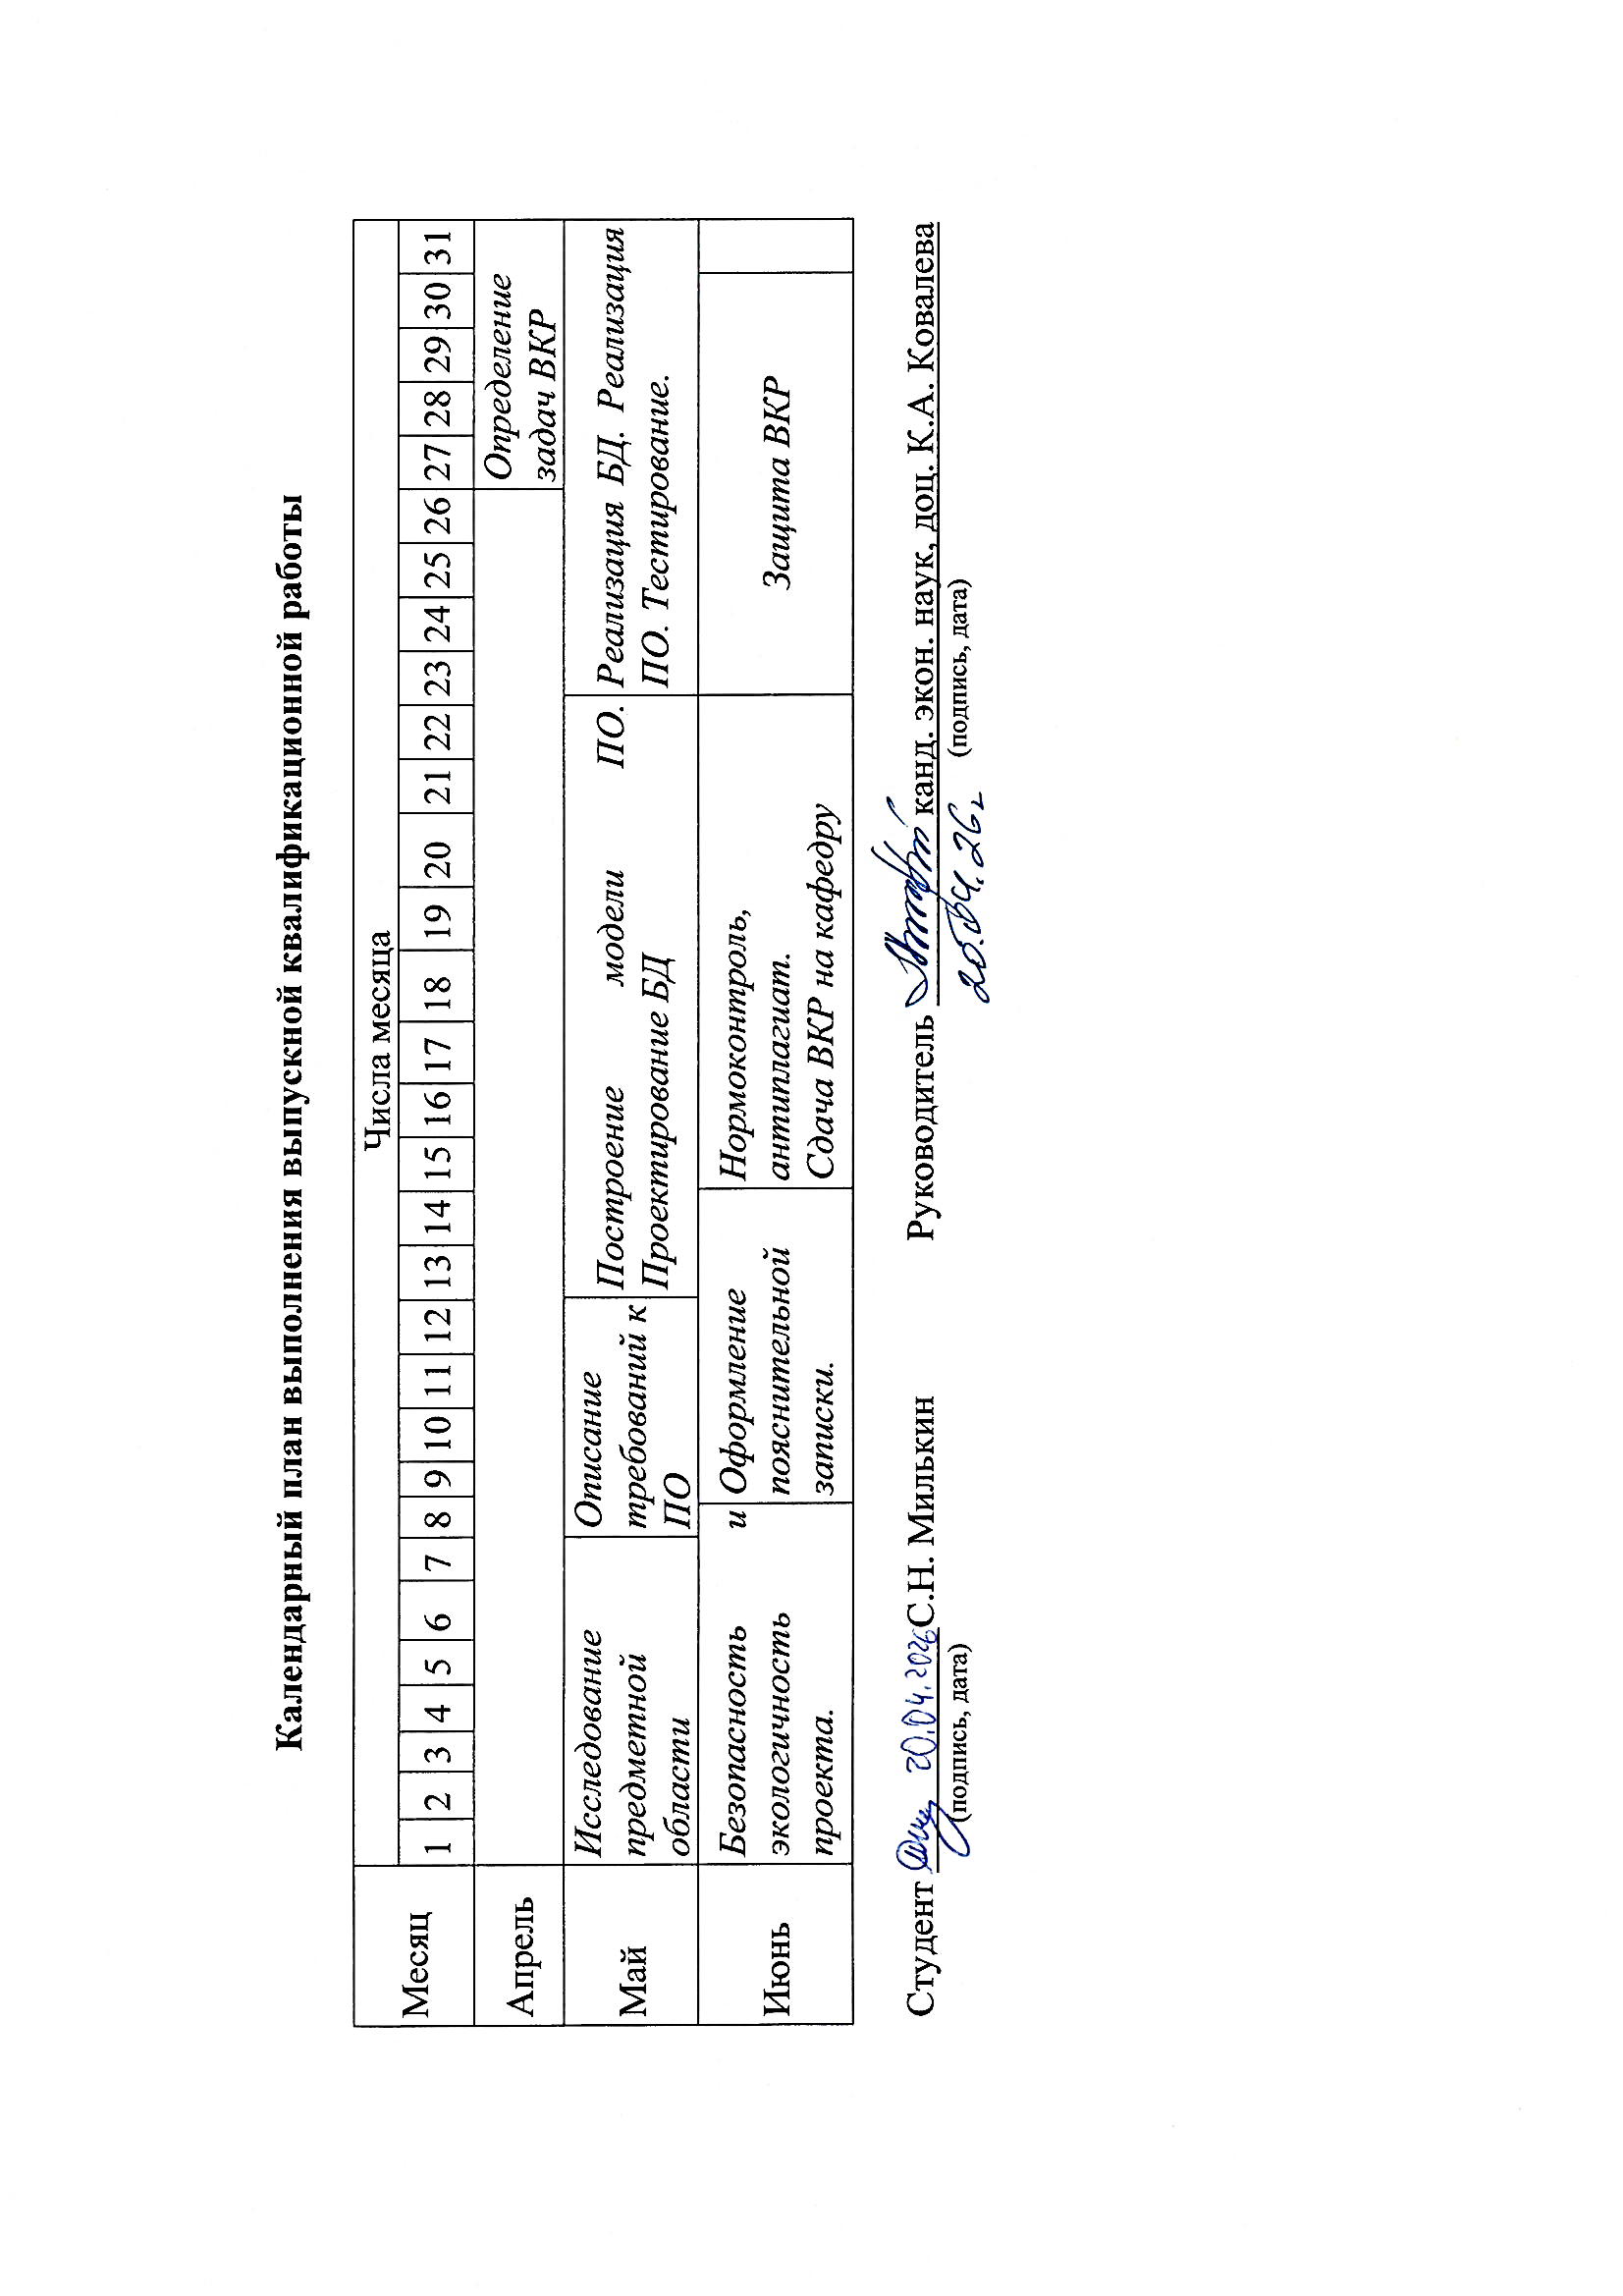 Календарный план выполнения выпускной квалификационной работы
Месяц
Числа месяца
1 2 3 4 5 6 7 8 9 10 11 12 13 14 15 16 17 18 19 20 21 22 23 24 25 26 27 28 29 30 31
Апрель
Определение
задач ВКР
Май
Исследование
предметной
области
Описание
требований к
ПО
Построение модели ПО.
Проектирование БД
Реализация БД. Реализация
ПО. Тестирование.
Июнь
Безопасность и
экологичность
проекта.
Оформление
пояснительной
записки.
Нормоконтроль,
антиплагиат.
Сдача ВКР на кафедру
Защита ВКР
Студент 20.04.2026 С.Н. Милькин
(подпись, дата)
Руководитель канд. экон. наук, доц. К.А. Ковалева
20.04.26г (подпись, дата)